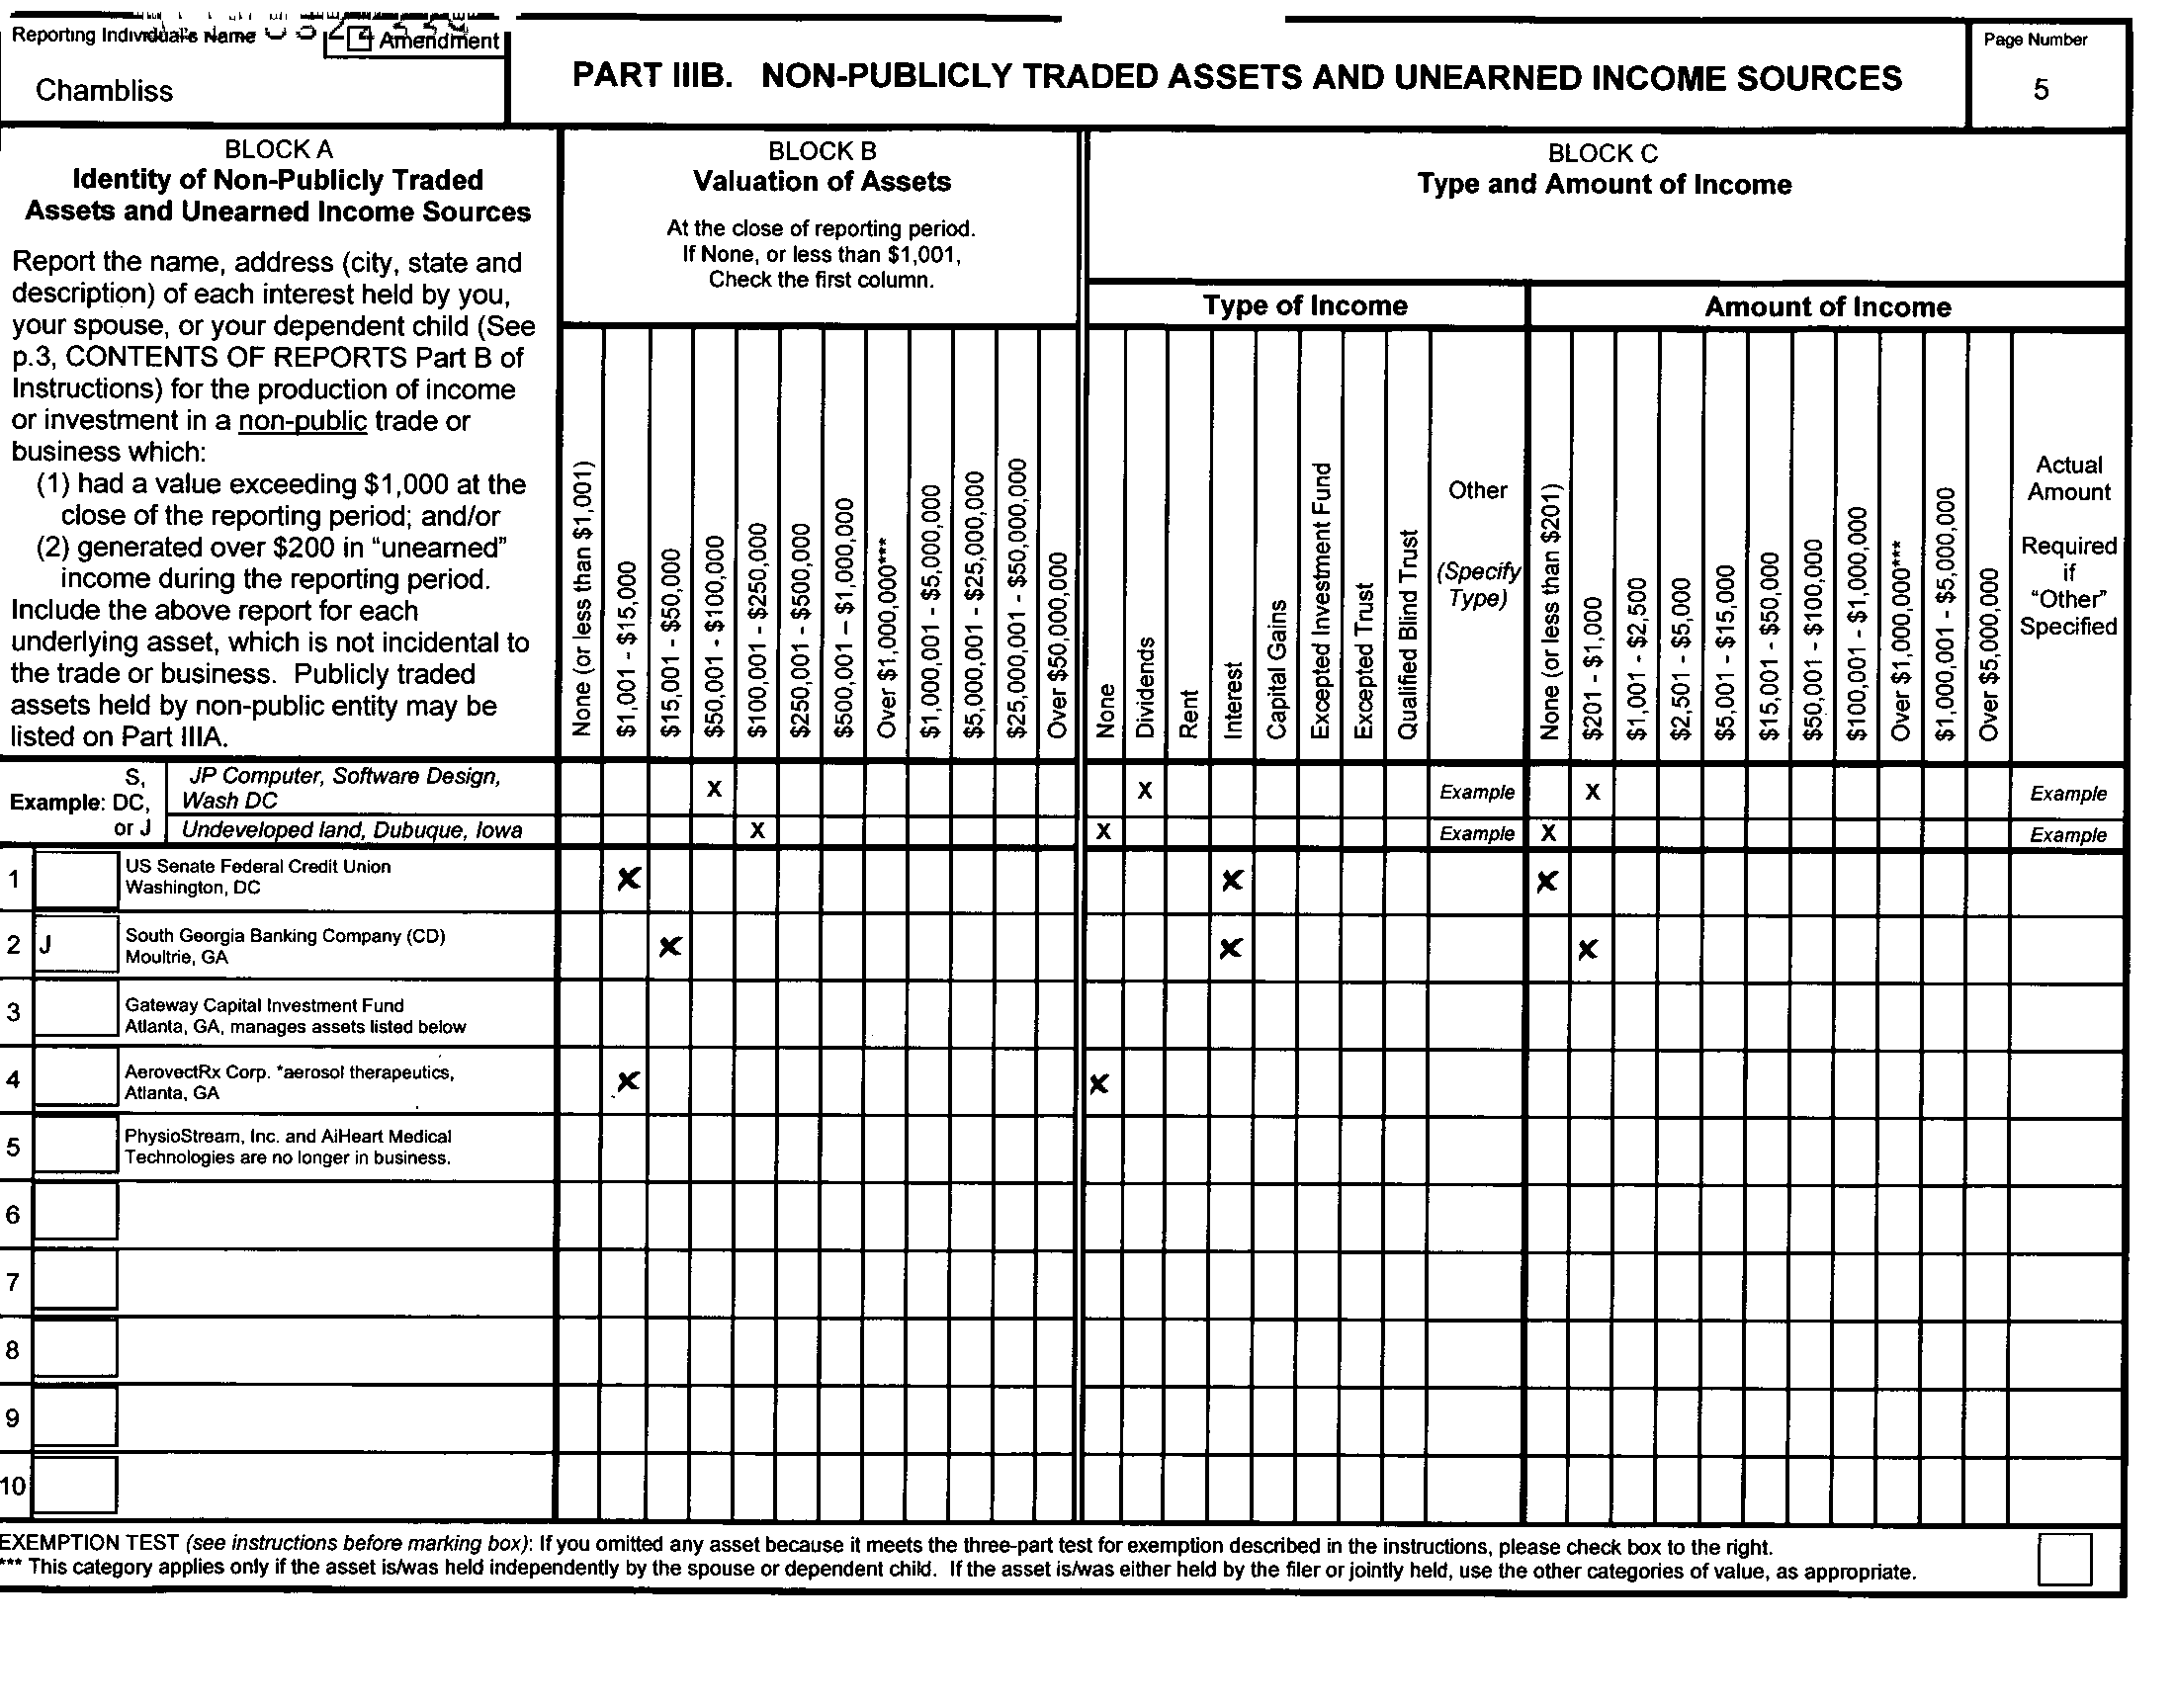 Reporting Individual's Name
Amendment
Chambliss
PART IIIB. NON-PUBLICLY TRADED ASSETS AND UNEARNED INCOME SOURCES
Page Number
5
BLOCK A
Identity of Non-Publicly Traded
Assets and Unearned Income Sources
Report the name, address (city, state and
description) of each interest held by you,
your spouse, or your dependent child (See
p.3, CONTENTS OF REPORTS Part B of
Instructions) for the production of income
or investment in a non-public trade or
business which:
(1) had a value exceeding $1,000 at the
close of the reporting period; and/or
(2) generated over $200 in "unearned"
income during the reporting period.
Include the above report for each
underlying asset, which is not incidental to
the trade or business. Publicly traded
assets held by non-public entity may be
listed on Part IIIA.
BLOCK B
Valuation of Assets
At the close of reporting period.
If None, or less than $1,001,
Check the first column.
None (or less than $1,001)
$1,001 - $15,000
$15,001 - $50,000
$50,001 - $100,000
$100,001 - $250,000
$250,001 - $500,000
$500,001 – $1,000,000
Over $1,000,000***
$1,000,001 - $5,000,000
$5,000,001 - $25,000,000
$25,000,001 - $50,000,000
Over $50,000,000
BLOCK C
Type and Amount of Income
Type of Income
None
Dividends
Rent
Interest
Capital Gains
Excepted Investment Fund
Excepted Trust
Qualified Blind Trust
Other
(Specify
Type)
Amount of Income
None (or less than $201)
$201 - $1,000
$1,001 - $2,500
$2,501 - $5,000
$5,001 - $15,000
$15,001 - $50,000
$50,001 - $100,000
$100,001 - $1,000,000
Over $1,000,000***
$1,000,001 - $5,000,000
Over $5,000,000
Actual
Amount
Required
if
"Other"
Specified
Example: S, DC, or J
JP Computer, Software Design,
Wash DC
X X Example X Example
Undeveloped land, Dubuque, Iowa X X Example X Example
1 US Senate Federal Credit Union
Washington, DC
X X X
2 J South Georgia Banking Company (CD)
Moultrie, GA
X X X
3 Gateway Capital Investment Fund
Atlanta, GA, manages assets listed below
4 AerovectRx Corp. *aerosol therapeutics,
Atlanta, GA
X X
5 PhysioStream, Inc. and AiHeart Medical
Technologies are no longer in business.
6
7
8
9
10
EXEMPTION TEST (see instructions before marking box): If you omitted any asset because it meets the three-part test for exemption described in the instructions, please check box to the right.
*** This category applies only if the asset is/was held independently by the spouse or dependent child. If the asset is/was either held by the filer or jointly held, use the other categories of value, as appropriate.